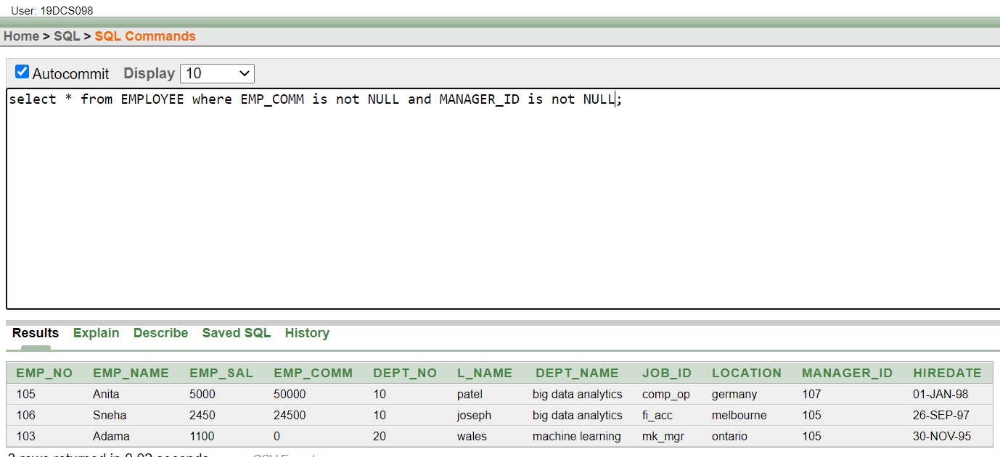 User: 19DCS098
Home > SQL > SQL Commands
Autocommit Display 10
select * from EMPLOYEE where EMP_COMM is not NULL and MANAGER_ID is not NULL;
Results Explain Describe Saved SQL History
EMP_NO EMP_NAME EMP_SAL EMP_COMM DEPT_NO L_NAME DEPT_NAME JOB_ID LOCATION MANAGER_ID HIREDATE
105 Anita 5000 50000 10 patel big data analytics comp_op germany 107 01-JAN-98
106 Sneha 2450 24500 10 joseph big data analytics fi_acc melbourne 105 26-SEP-97
103 Adama 1100 0 20 wales machine learning mk_mgr ontario 105 30-NOV-95
rows returned in seconds